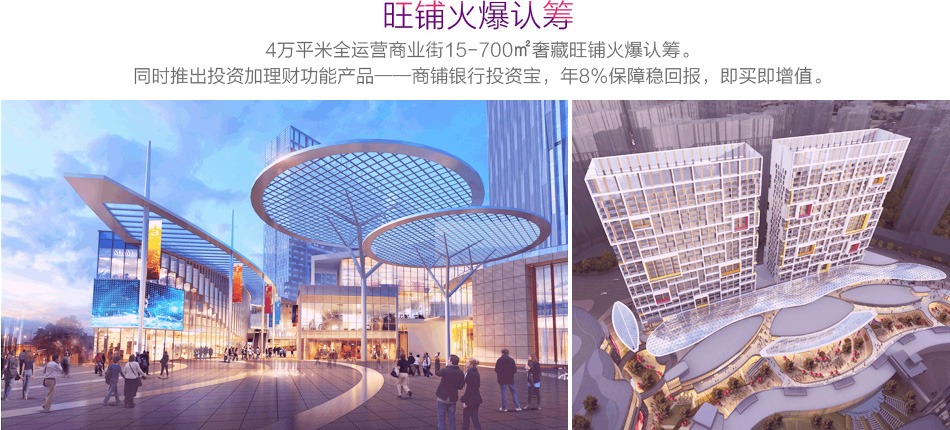 旺铺火爆认筹
4万平米全运营商业街15-700㎡奢藏旺铺火爆认筹。
同时推出投资加理财功能产品——商铺银行投资宝，年8%保障稳回报，即买即增值。